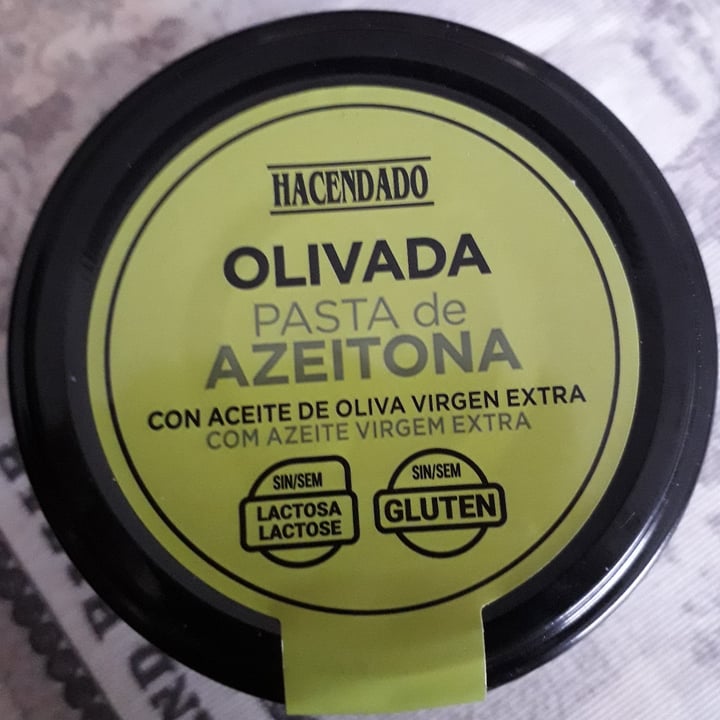 HACENDADO
OLIVADA
PASTA de
AZEITONA
CON ACEITE DE OLIVA VIRGEN EXTRA
COM AZEITE VIRGEM EXTRA
SIN/SEM
LACTOSA
LACTOSE
SIN/SEM
GLUTEN